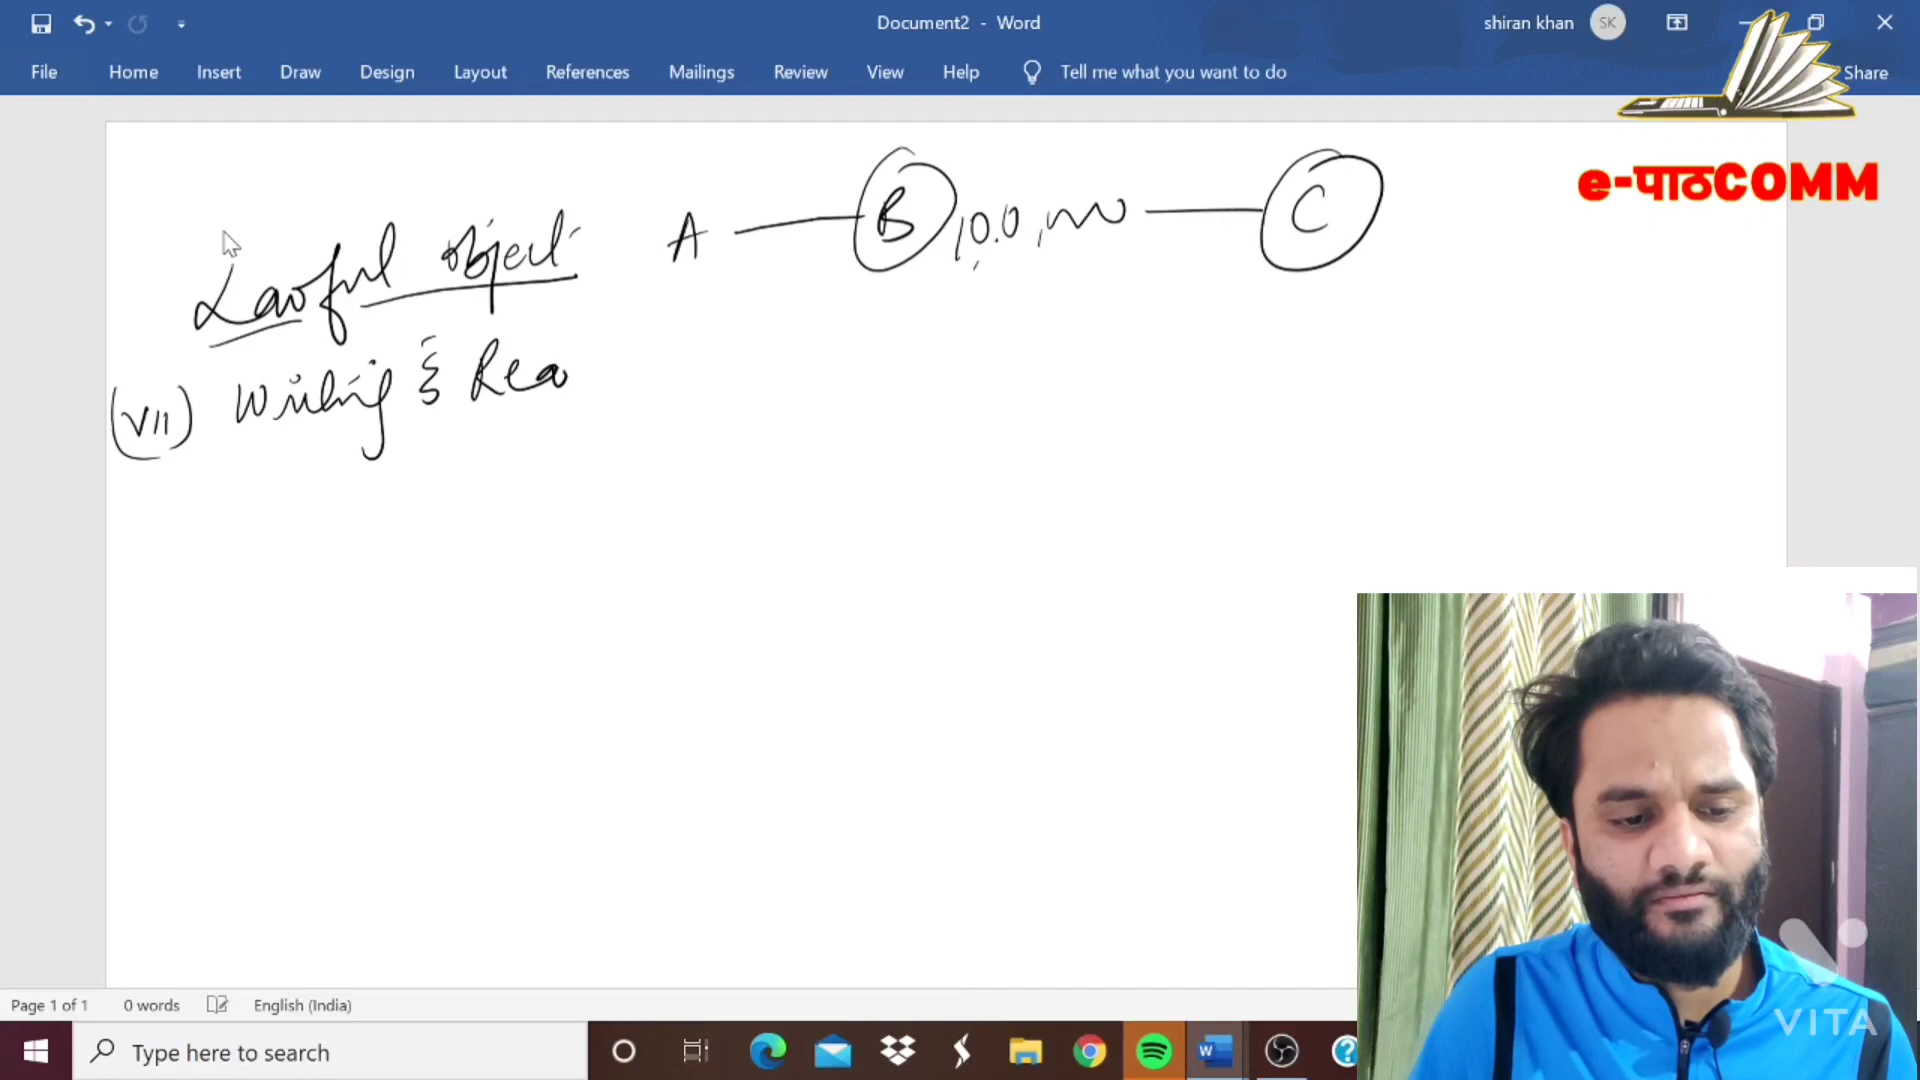 Document2 - Word
shiran khan
SK
File Home Insert Draw Design Layout References Mailings Review View Help Tell me what you want to do
Share
e-पाठCOMM
A B 10,0,000 C
Lawful object
(VII) Writing & Rea
Page 1 of 1 0 words English (India)
VITA
Type here to search